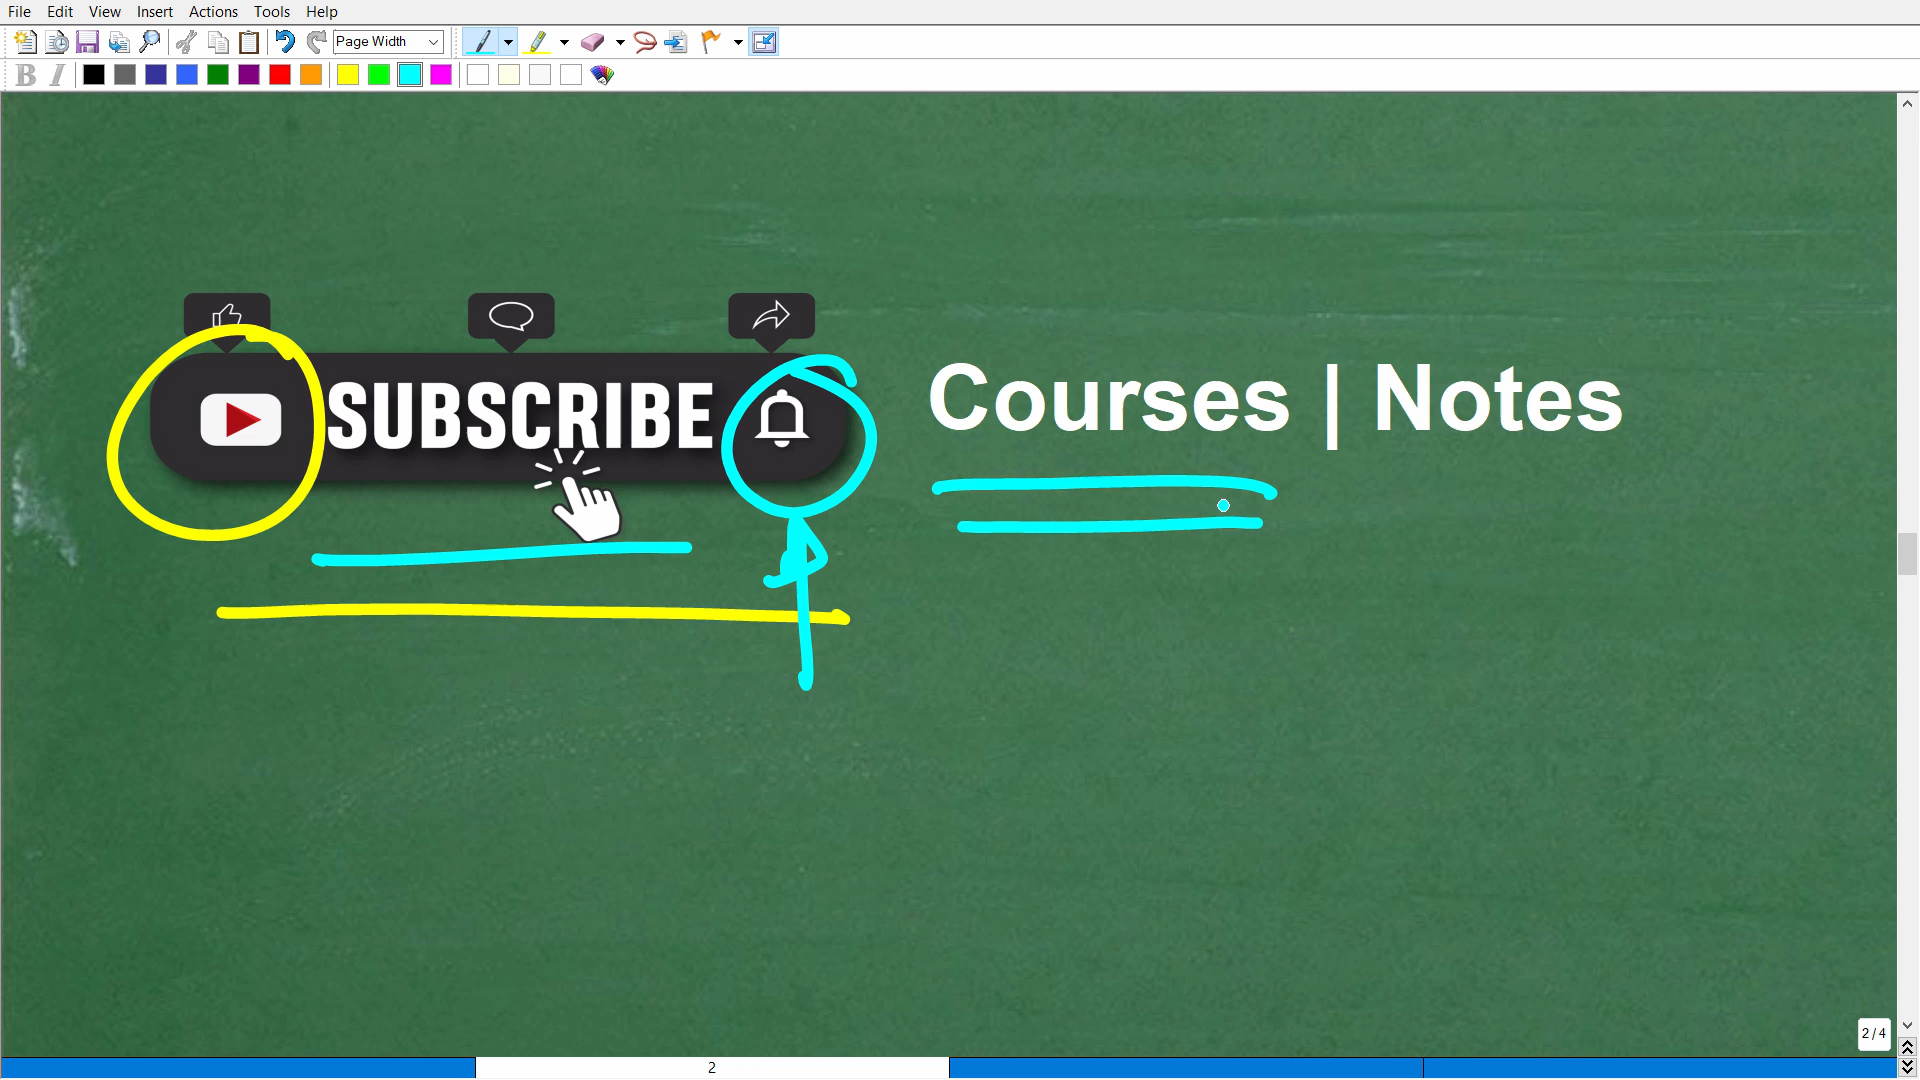 File Edit View Insert Actions Tools Help
Page Width
B I
SUBSCRIBE
Courses | Notes
2 / 4
2